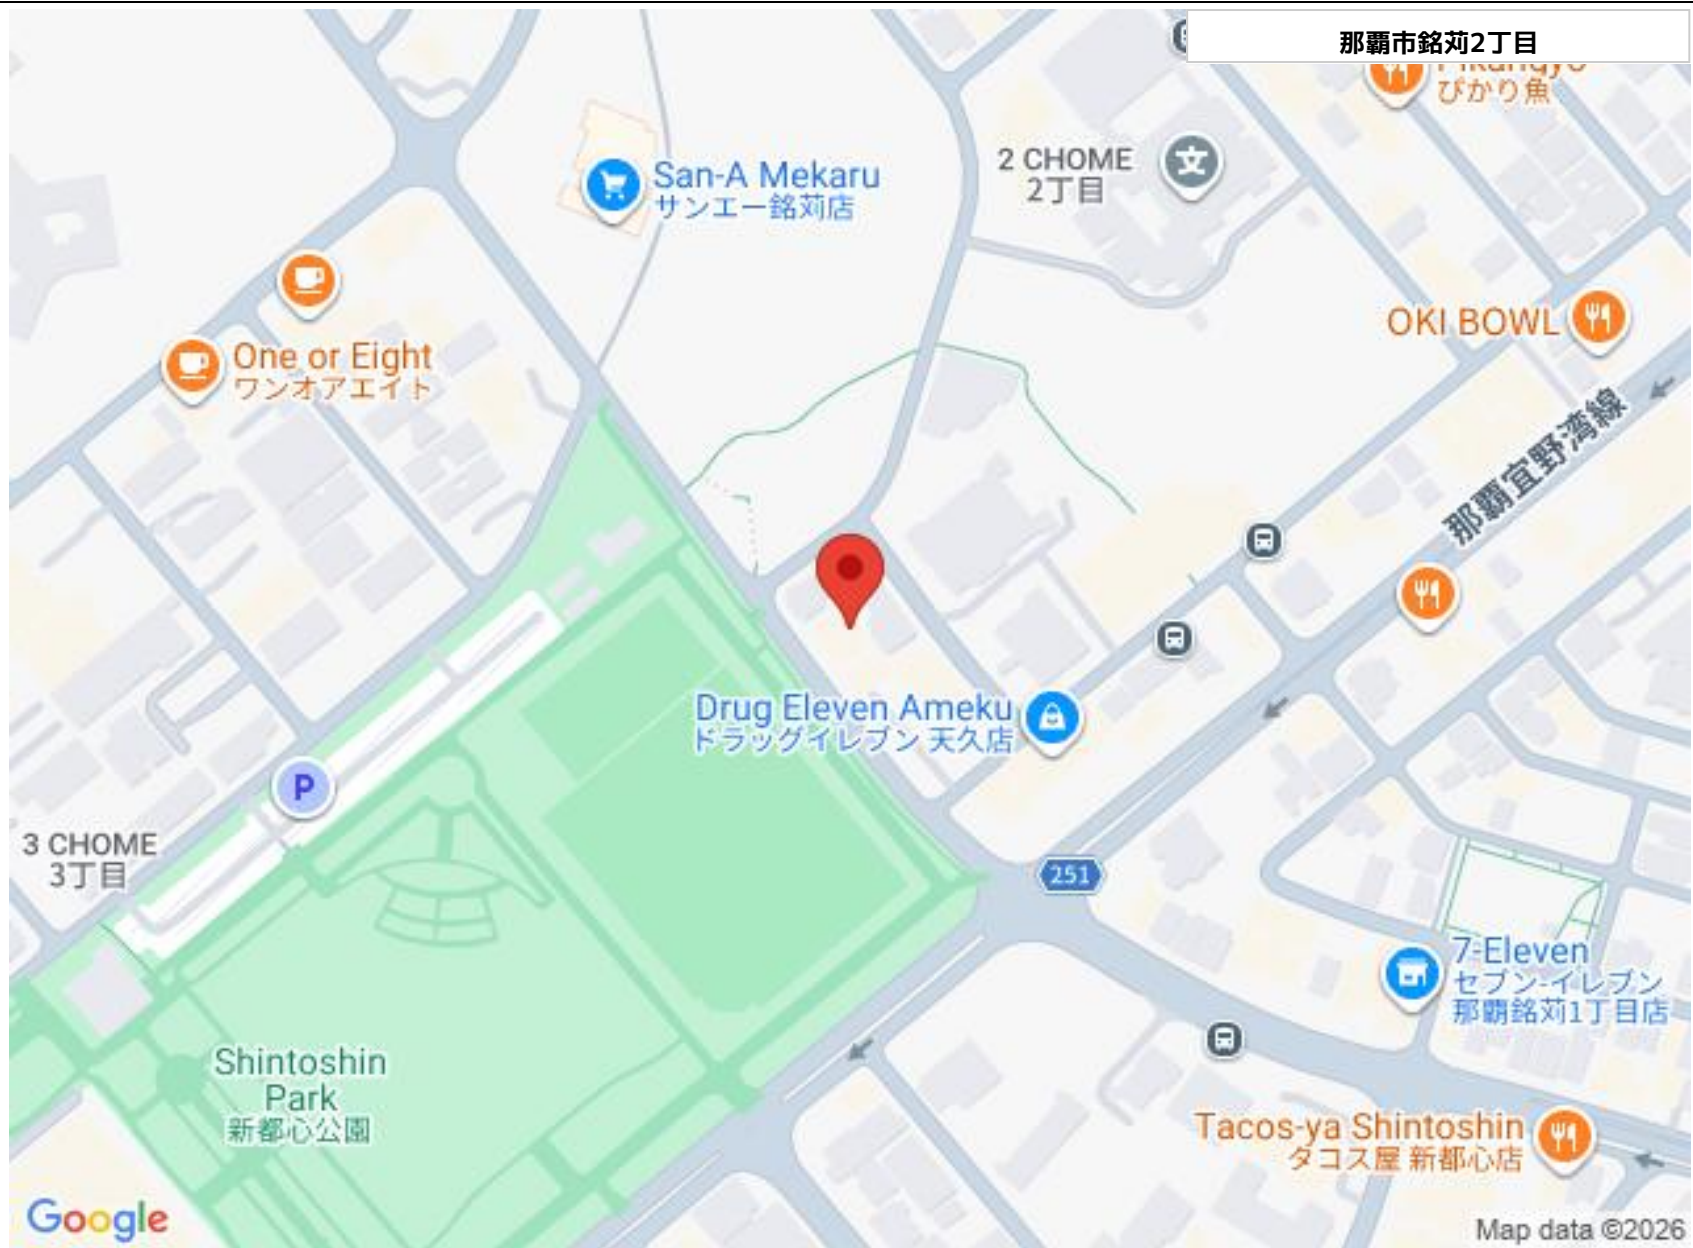 那覇市銘苅2丁目
ぴかり魚
2 CHOME
2丁目
San-A Mekaru
サンエー銘苅店
OKI BOWL
One or Eight
ワンオアエイト
那覇宜野湾線
Drug Eleven Ameku
ドラッグイレブン 天久店
P
3 CHOME
3丁目
251
7-Eleven
セブン-イレブン
那覇銘苅1丁目店
Shintoshin
Park
新都心公園
Tacos-ya Shintoshin
タコス屋 新都心店
文
Google
Map data ©2026